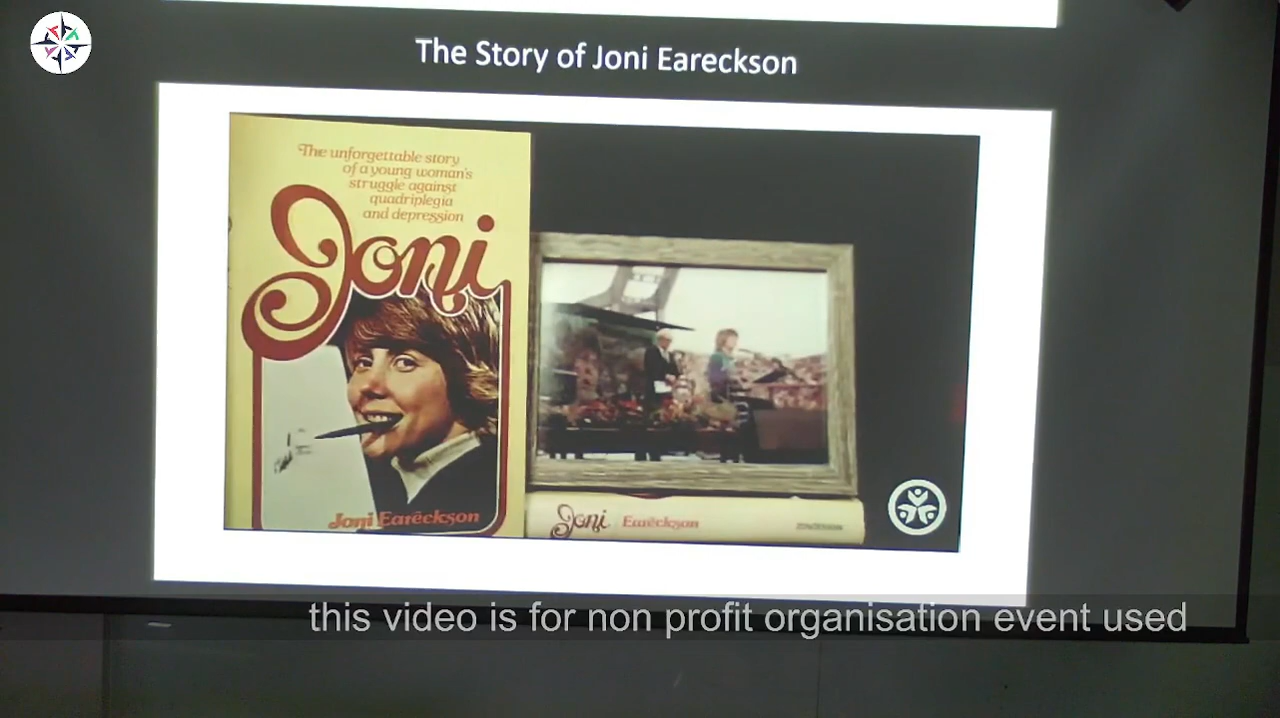 The Story of Joni Eareckson
The unforgettable story
of a young woman's
struggle against
quadriplegia
and depression
Joni
Joni Eareckson
Joni Eareckson
this video is for non profit organisation event used